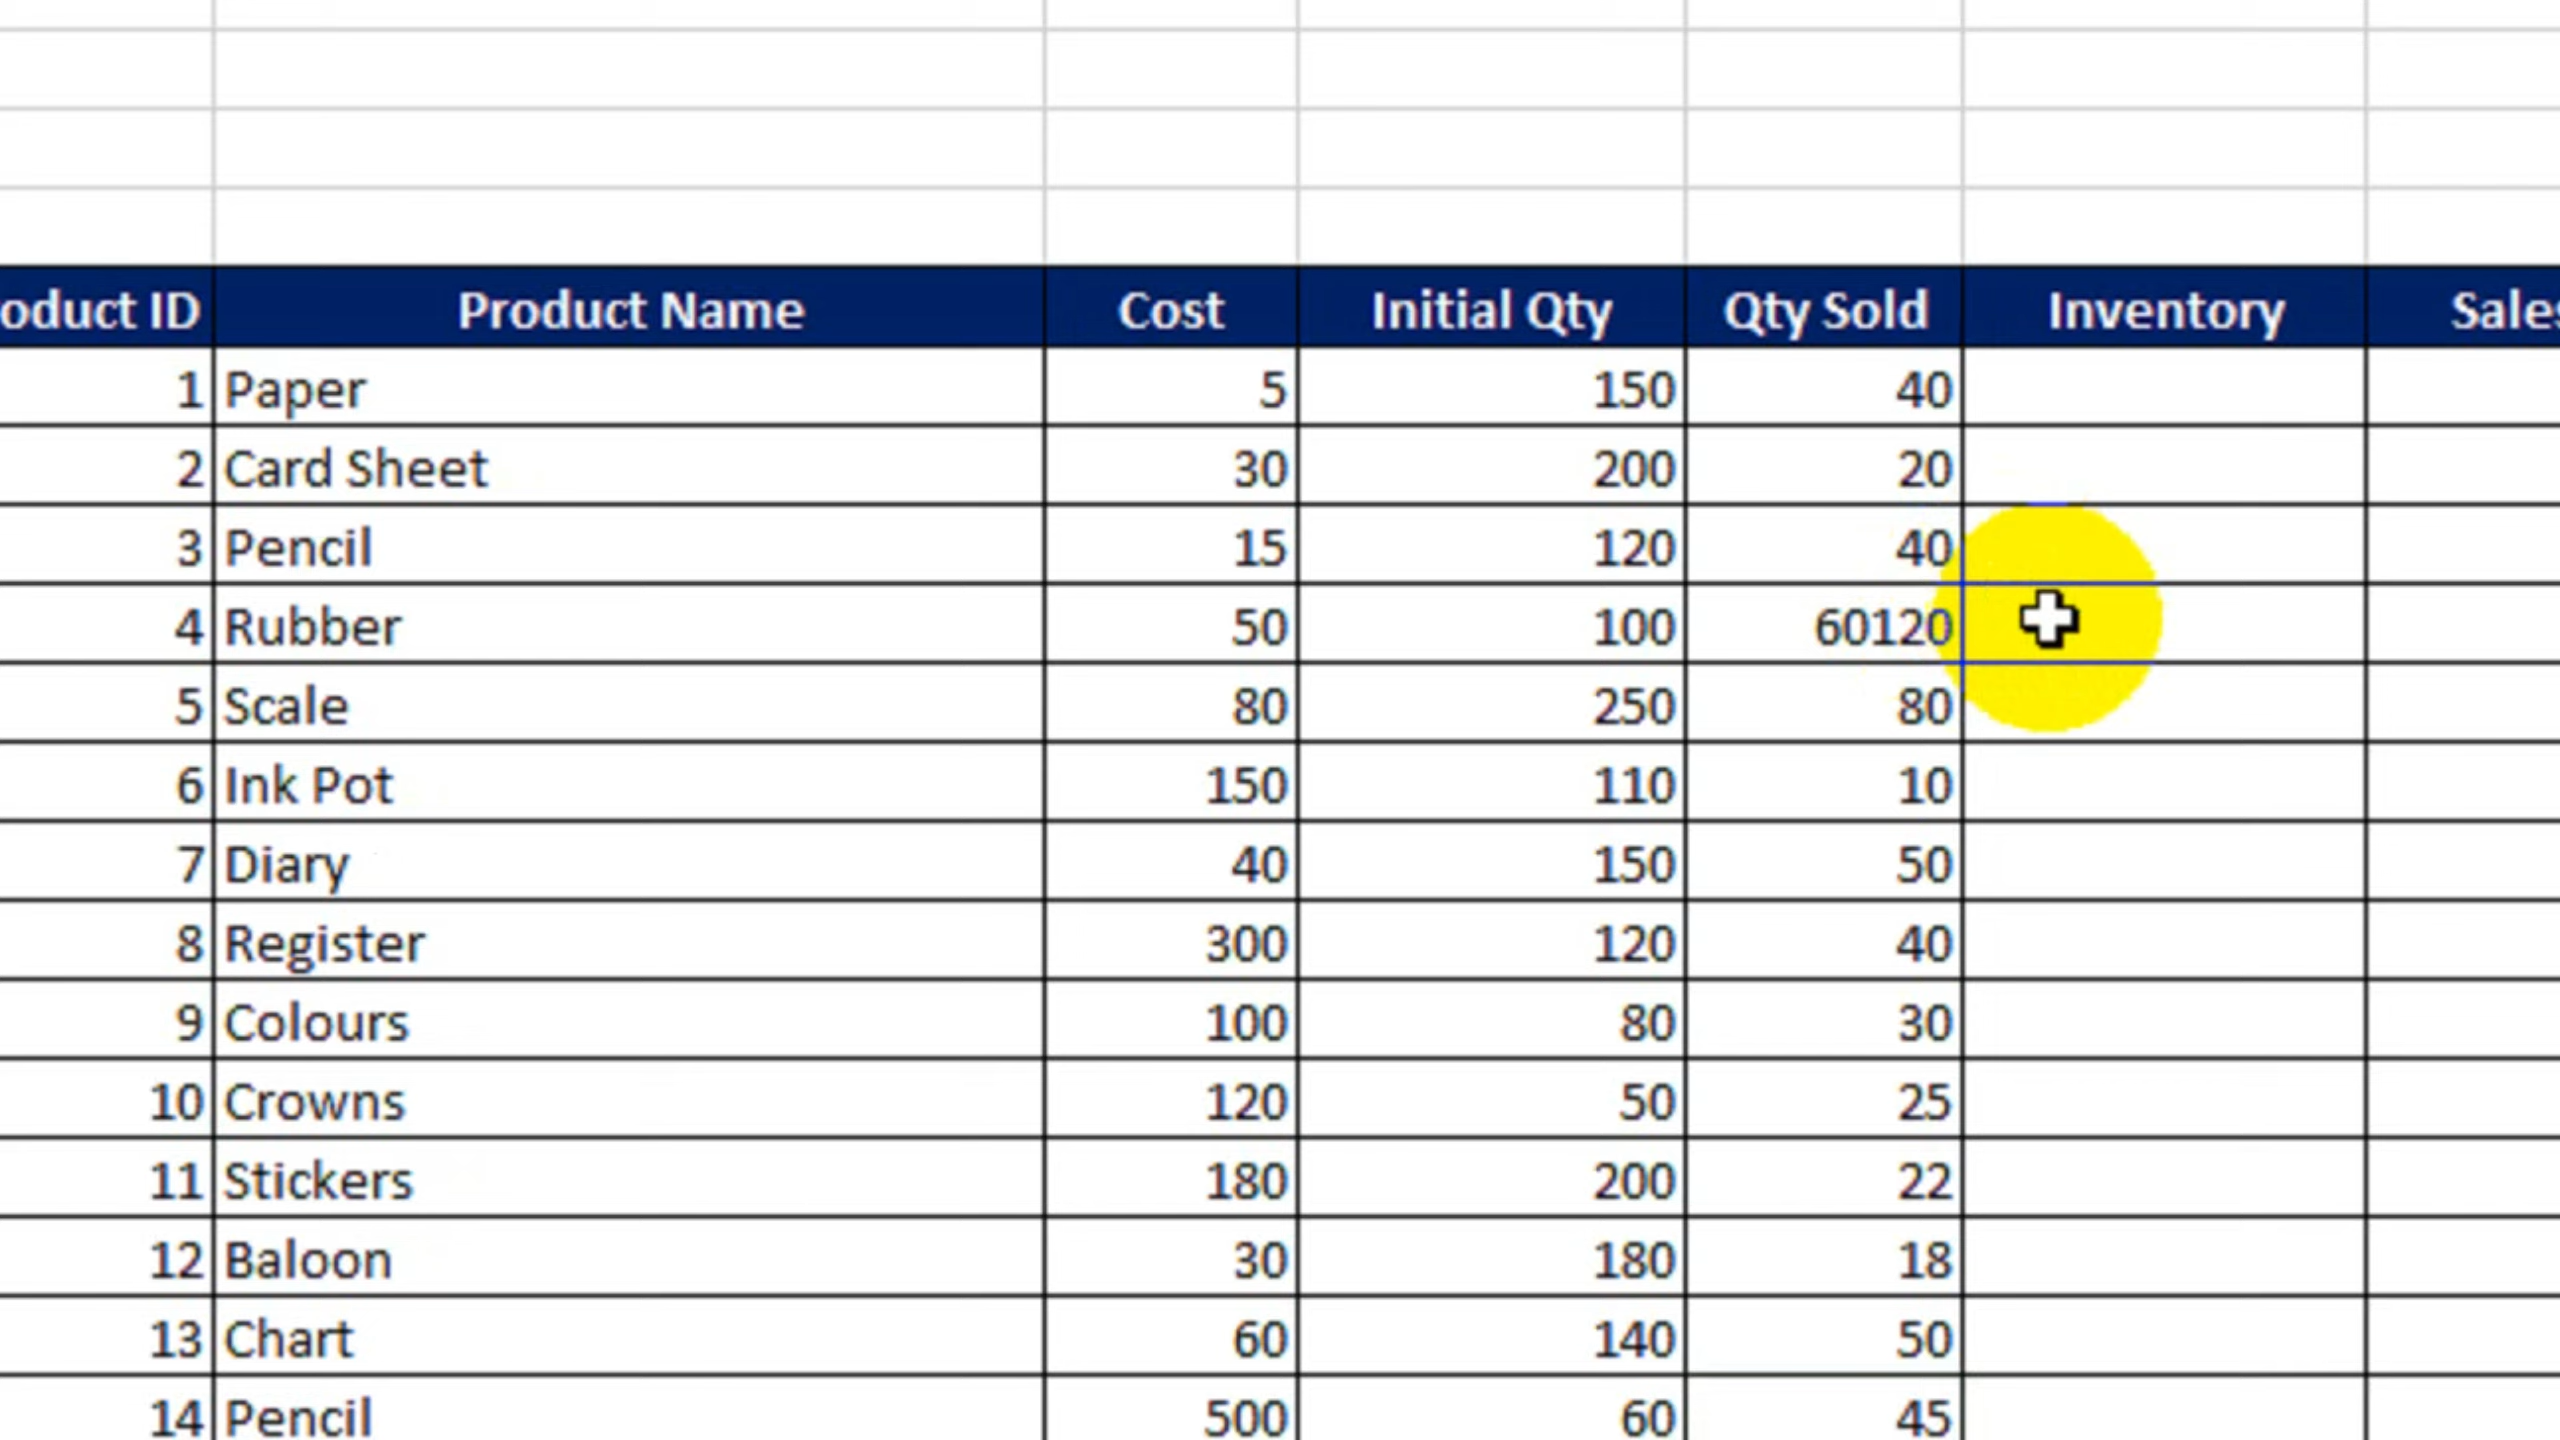 oduct ID Product Name Cost Initial Qty Qty Sold Inventory Sales
1 Paper 5 150 40
2 Card Sheet 30 200 20
3 Pencil 15 120 40
4 Rubber 50 100 60120
5 Scale 80 250 80
6 Ink Pot 150 110 10
7 Diary 40 150 50
8 Register 300 120 40
9 Colours 100 80 30
10 Crowns 120 50 25
11 Stickers 180 200 22
12 Baloon 30 180 18
13 Chart 60 140 50
14 Pencil 500 60 45